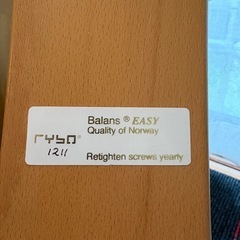 Balans ® EASY
Quality of Norway
rybo
1211
Retighten screws yearly